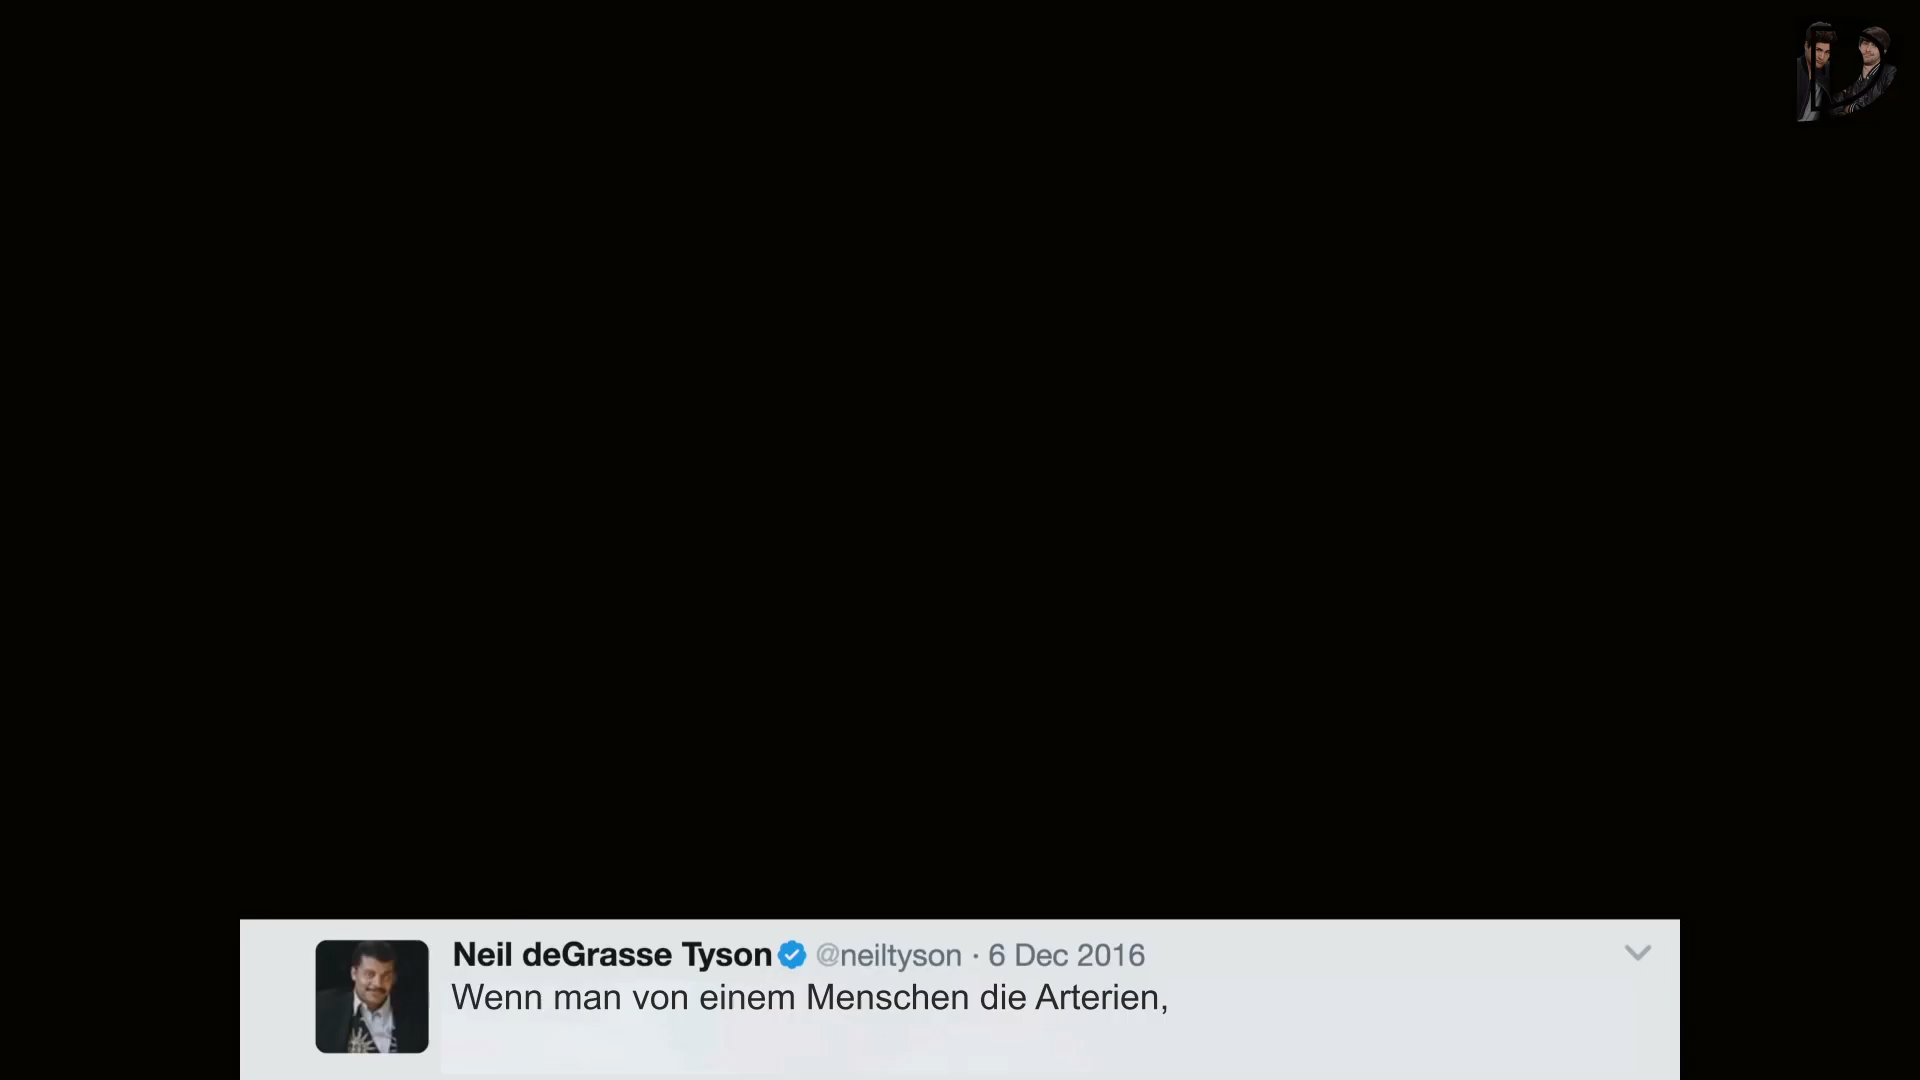 Neil deGrasse Tyson @neiltyson · 6 Dec 2016
Wenn man von einem Menschen die Arterien,